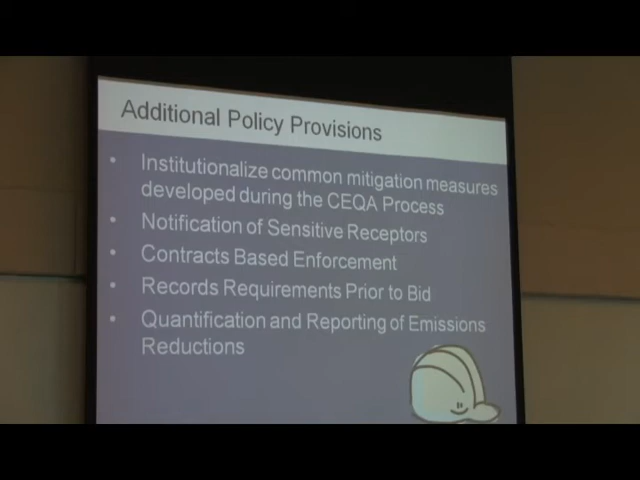 Additional Policy Provisions
• Institutionalize common mitigation measures
developed during the CEQA Process
• Notification of Sensitive Receptors
• Contracts Based Enforcement
• Records Requirements Prior to Bid
• Quantification and Reporting of Emissions
Reductions